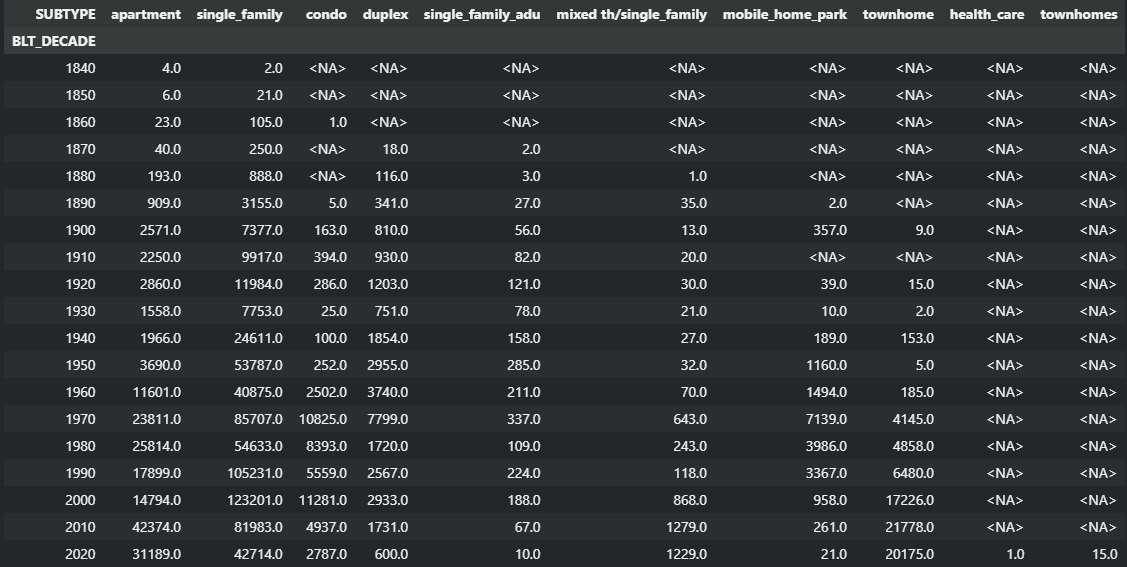 SUBTYPE apartment single_family condo duplex single_family_adu mixed th/single_family mobile_home_park townhome health_care townhomes
BLT_DECADE
1840 4.0 2.0 <NA> <NA> <NA> <NA> <NA> <NA> <NA> <NA>
1850 6.0 21.0 <NA> <NA> <NA> <NA> <NA> <NA> <NA> <NA>
1860 23.0 105.0 1.0 <NA> <NA> <NA> <NA> <NA> <NA> <NA>
1870 40.0 250.0 <NA> 18.0 2.0 <NA> <NA> <NA> <NA> <NA>
1880 193.0 888.0 <NA> 116.0 3.0 1.0 <NA> <NA> <NA> <NA>
1890 909.0 3155.0 5.0 341.0 27.0 35.0 2.0 <NA> <NA> <NA>
1900 2571.0 7377.0 163.0 810.0 56.0 13.0 357.0 9.0 <NA> <NA>
1910 2250.0 9917.0 394.0 930.0 82.0 20.0 <NA> <NA> <NA> <NA>
1920 2860.0 11984.0 286.0 1203.0 121.0 30.0 39.0 15.0 <NA> <NA>
1930 1558.0 7753.0 25.0 751.0 78.0 21.0 10.0 2.0 <NA> <NA>
1940 1966.0 24611.0 100.0 1854.0 158.0 27.0 189.0 153.0 <NA> <NA>
1950 3690.0 53787.0 252.0 2955.0 285.0 32.0 1160.0 5.0 <NA> <NA>
1960 11601.0 40875.0 2502.0 3740.0 211.0 70.0 1494.0 185.0 <NA> <NA>
1970 23811.0 85707.0 10825.0 7799.0 337.0 643.0 7139.0 4145.0 <NA> <NA>
1980 25814.0 54633.0 8393.0 1720.0 109.0 243.0 3986.0 4858.0 <NA> <NA>
1990 17899.0 105231.0 5559.0 2567.0 224.0 118.0 3367.0 6480.0 <NA> <NA>
2000 14794.0 123201.0 11281.0 2933.0 188.0 868.0 958.0 17226.0 <NA> <NA>
2010 42374.0 81983.0 4937.0 1731.0 67.0 1279.0 261.0 21778.0 <NA> <NA>
2020 31189.0 42714.0 2787.0 600.0 10.0 1229.0 21.0 20175.0 1.0 15.0